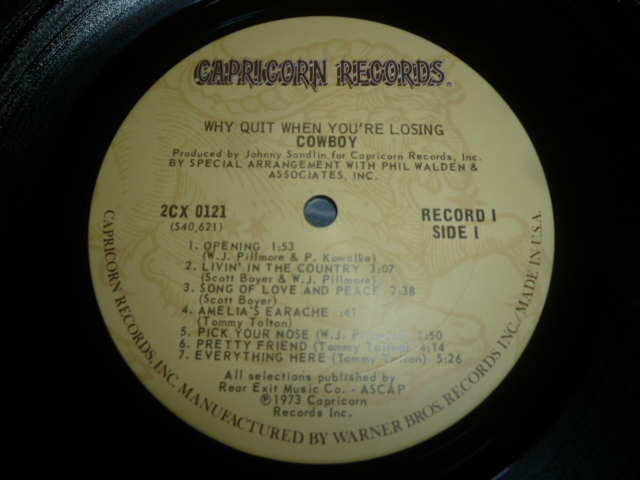 CAPRICORN RECORDS.
WHY QUIT WHEN YOU'RE LOSING
COWBOY
Produced by Johnny Sandlin for Capricorn Records, Inc.
BY SPECIAL ARRANGEMENT WITH PHIL WALDEN &
ASSOCIATES, INC.
2CX 0121
(S40,621)
RECORD I
SIDE I
1. OPENING 1:53
(W.J. Pillmore & P. Kowalke)
2. LIVIN' IN THE COUNTRY 3:07
(Scott Boyer & W.J. Pillmore)
3. SONG OF LOVE AND PEACE 2:38
(Scott Boyer)
4. AMELIA'S EARACHE :41
(Tommy Talton)
5. PICK YOUR NOSE (W.J. Pillmore) 1:50
6. PRETTY FRIEND (Tommy Talton) 4:14
7. EVERYTHING HERE (Tommy Talton) 5:26
All selections published by
Rear Exit Music Co. - ASCAP
Ⓟ1973 Capricorn
Records Inc.
CAPRICORN RECORDS, INC. MANUFACTURED BY WARNER BROS. RECORDS INC. MADE IN U.S.A.